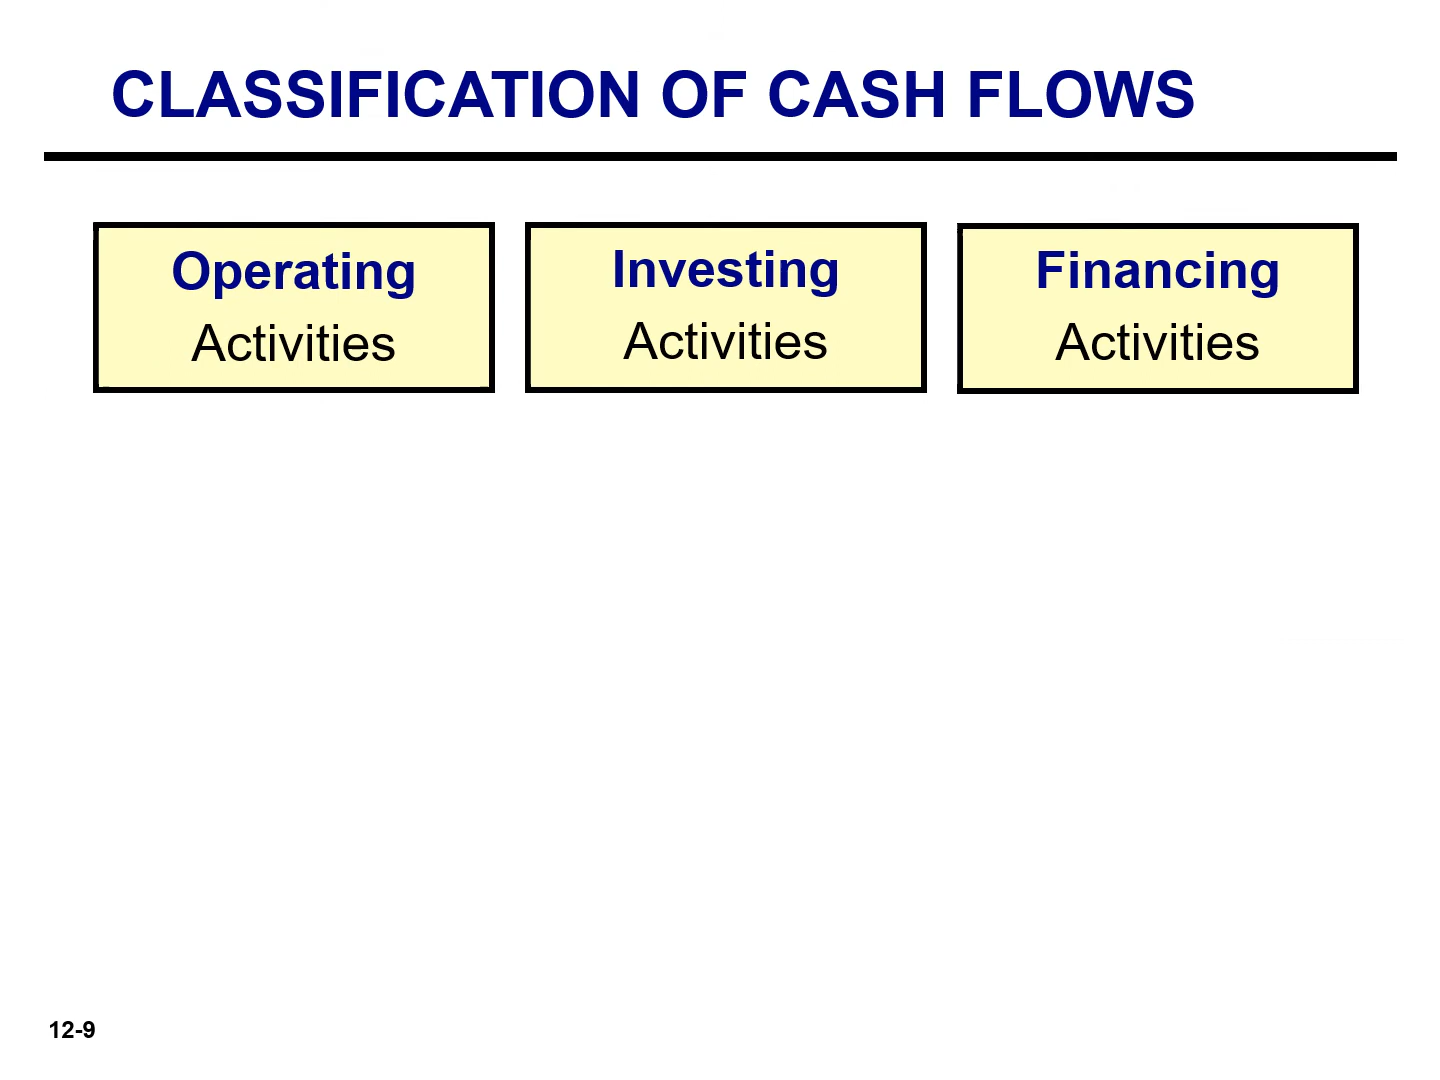 CLASSIFICATION OF CASH FLOWS
Operating
Activities
Investing
Activities
Financing
Activities
12-9